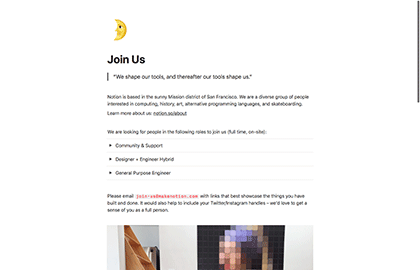 Join Us
"We shape our tools, and thereafter our tools shape us."
Notion is based in the sunny Mission district of San Francisco. We are a diverse group of people
interested in computing, history, art, alternative programming languages, and skateboarding.
Learn more about us: notion.so/about
We are looking for people in the following roles to join us (full time, on-site):
Community & Support
Designer + Engineer Hybrid
General Purpose Engineer
Please email join-us@makenotion.com with links that best showcase the things you have
built and done. It would also help to include your Twitter/Instagram handles – we'd love to get a
sense of you as a full person.